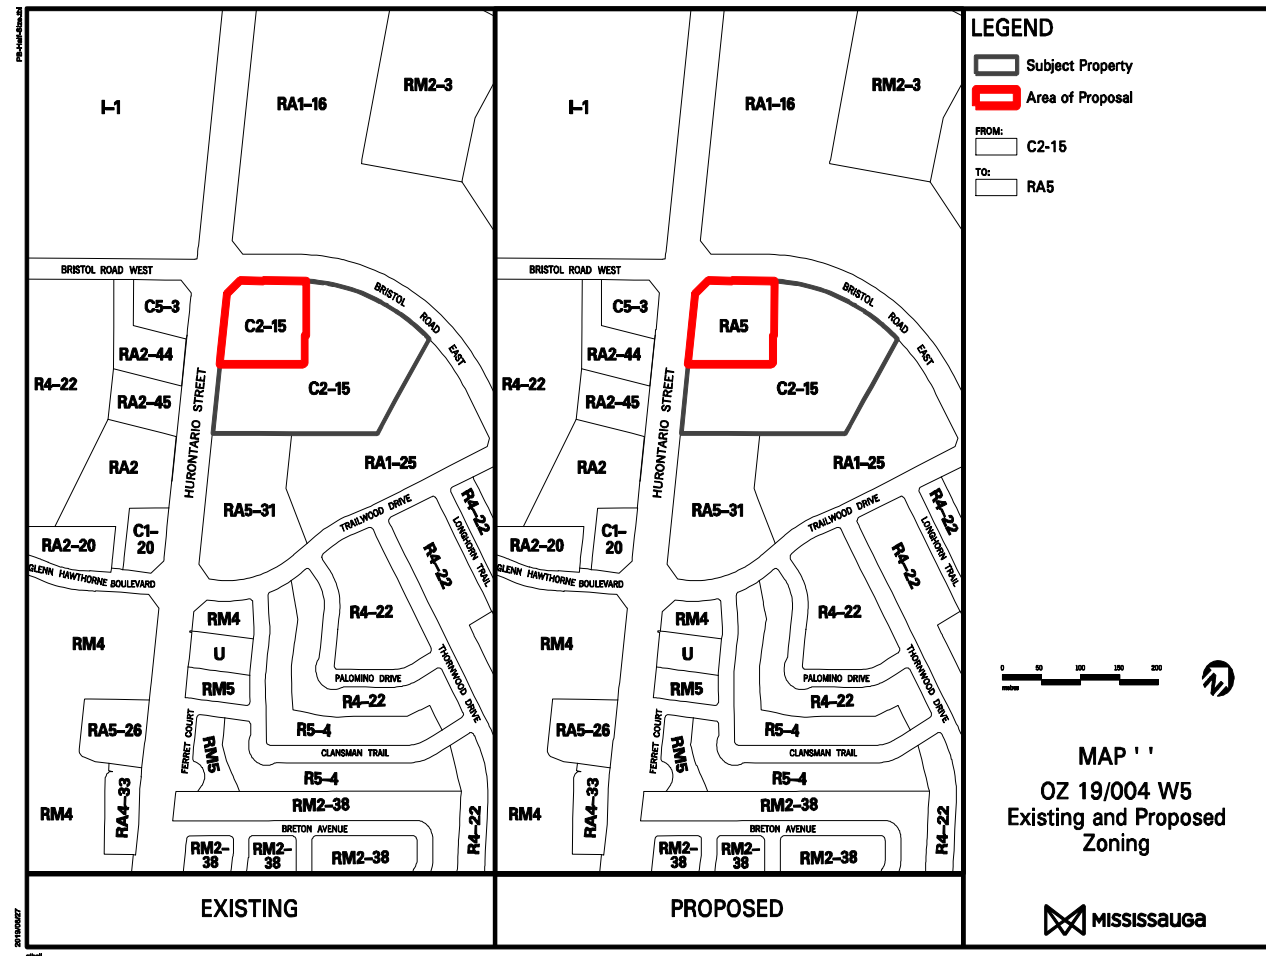 PB-Half-Size.tbl
I-1
RA1-16
RM2-3
BRISTOL ROAD WEST
C5-3
C2-15
BRISTOL ROAD EAST
RA2-44
R4-22
RA2-45
C2-15
HURONTARIO STREET
RA2
RA1-25
RA5-31
TRAILWOOD DRIVE
R4-22
LONGHORN TRAIL
C1-
20
RA2-20
R4-22
GLENN HAWTHORNE BOULEVARD
RM4
R4-22
RM4
U
THORNWOOD DRIVE
RM5
PALOMINO DRIVE
R4-22
RA5-26
FERRET COURT
RM5
R5-4
CLANSMAN TRAIL
R5-4
RM4
RA4-33
RM2-38
BRETON AVENUE
R4-22
RM2-
38
RM2-
38
RM2-38
EXISTING
2019/08/27
I-1
RA1-16
RM2-3
BRISTOL ROAD WEST
C5-3
RA5
BRISTOL ROAD EAST
RA2-44
R4-22
RA2-45
C2-15
HURONTARIO STREET
RA2
RA1-25
RA5-31
TRAILWOOD DRIVE
R4-22
LONGHORN TRAIL
C1-
20
RA2-20
R4-22
GLENN HAWTHORNE BOULEVARD
RM4
R4-22
RM4
U
THORNWOOD DRIVE
RM5
PALOMINO DRIVE
R4-22
RA5-26
FERRET COURT
RM5
R5-4
CLANSMAN TRAIL
R5-4
RM4
RA4-33
RM2-38
BRETON AVENUE
R4-22
RM2-
38
RM2-
38
RM2-38
PROPOSED
LEGEND
Subject Property
Area of Proposal
FROM:
C2-15
TO:
RA5
0 50 100 150 200
metres
N
MAP ' '
OZ 19/004 W5
Existing and Proposed
Zoning
MISSISSAUGA